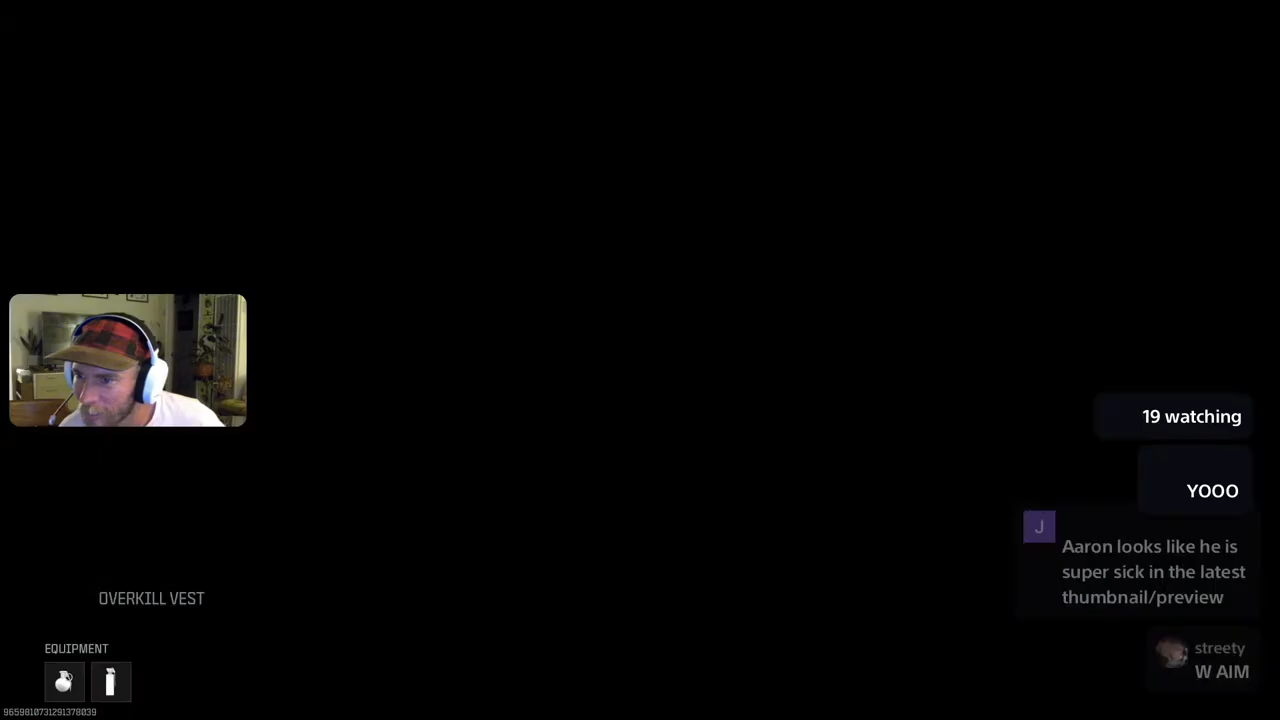 19 watching
YOOO
J
Aaron looks like he is
super sick in the latest
thumbnail/preview
OVERKILL VEST
streety
W AIM
EQUIPMENT
9659810731291378039